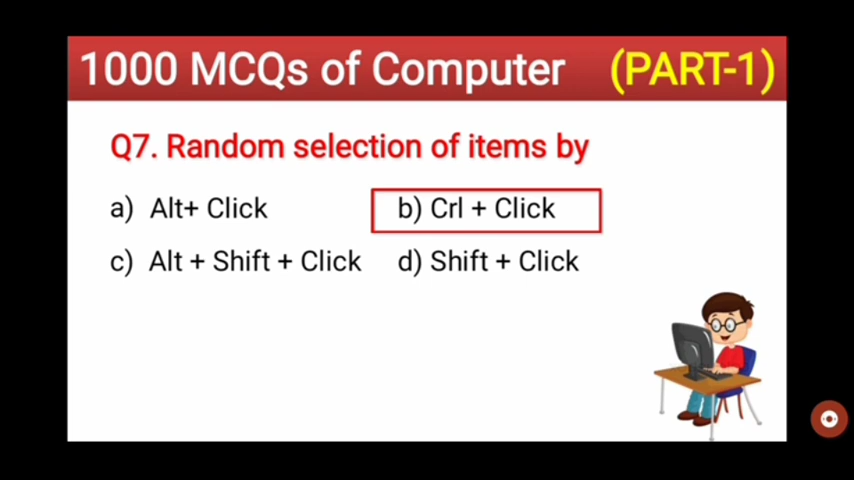 1000 MCQs of Computer (PART-1)
Q7. Random selection of items by
a) Alt+ Click b) Crl + Click
c) Alt + Shift + Click d) Shift + Click